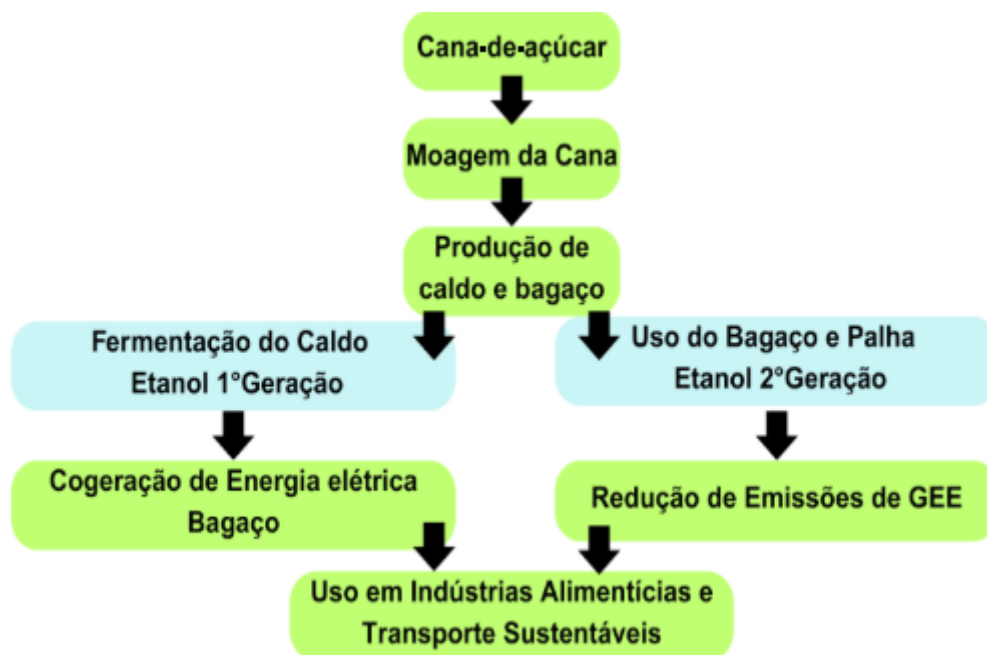 Cana-de-açúcar
Moagem da Cana
Produção de
caldo e bagaço
Fermentação do Caldo
Etanol 1°Geração
Uso do Bagaço e Palha
Etanol 2°Geração
Cogeração de Energia elétrica
Bagaço
Redução de Emissões de GEE
Uso em Indústrias Alimentícias e
Transporte Sustentáveis